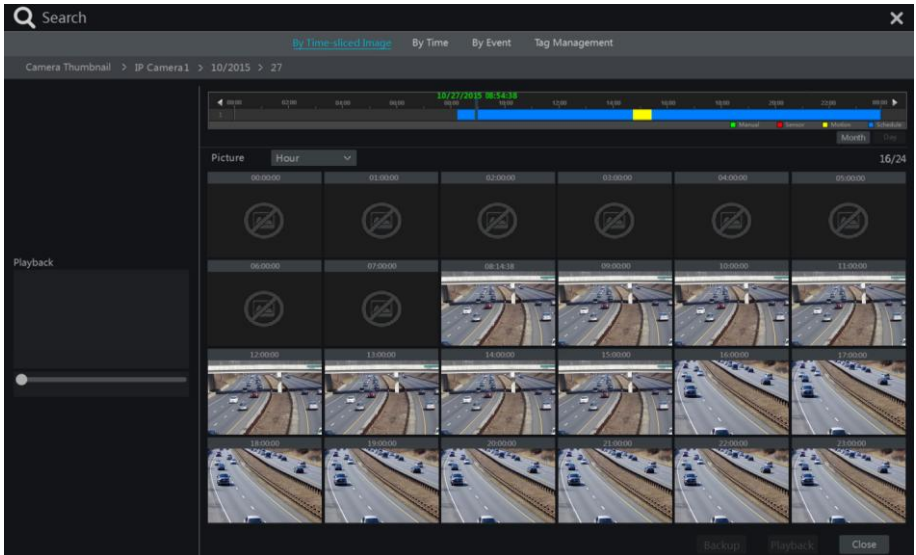 Search
By Time-sliced Image By Time By Event Tag Management
Camera Thumbnail > IP Camera1 > 10/2015 > 27
10/27/2015 08:54:38
00:00 02:00 04:00 06:00 08:00 10:00 12:00 14:00 16:00 18:00 20:00 22:00 00:00
1
Manual Sensor Motion Schedule
Month Day
Picture Hour 16/24
00:00:00 01:00:00 02:00:00 03:00:00 04:00:00 05:00:00
Playback
06:00:00 07:00:00 08:14:38 09:00:00 10:00:00 11:00:00
12:00:00 13:00:00 14:00:00 15:00:00 16:00:00 17:00:00
18:00:00 19:00:00 20:00:00 21:00:00 22:00:00 23:00:00
Backup Playback Close